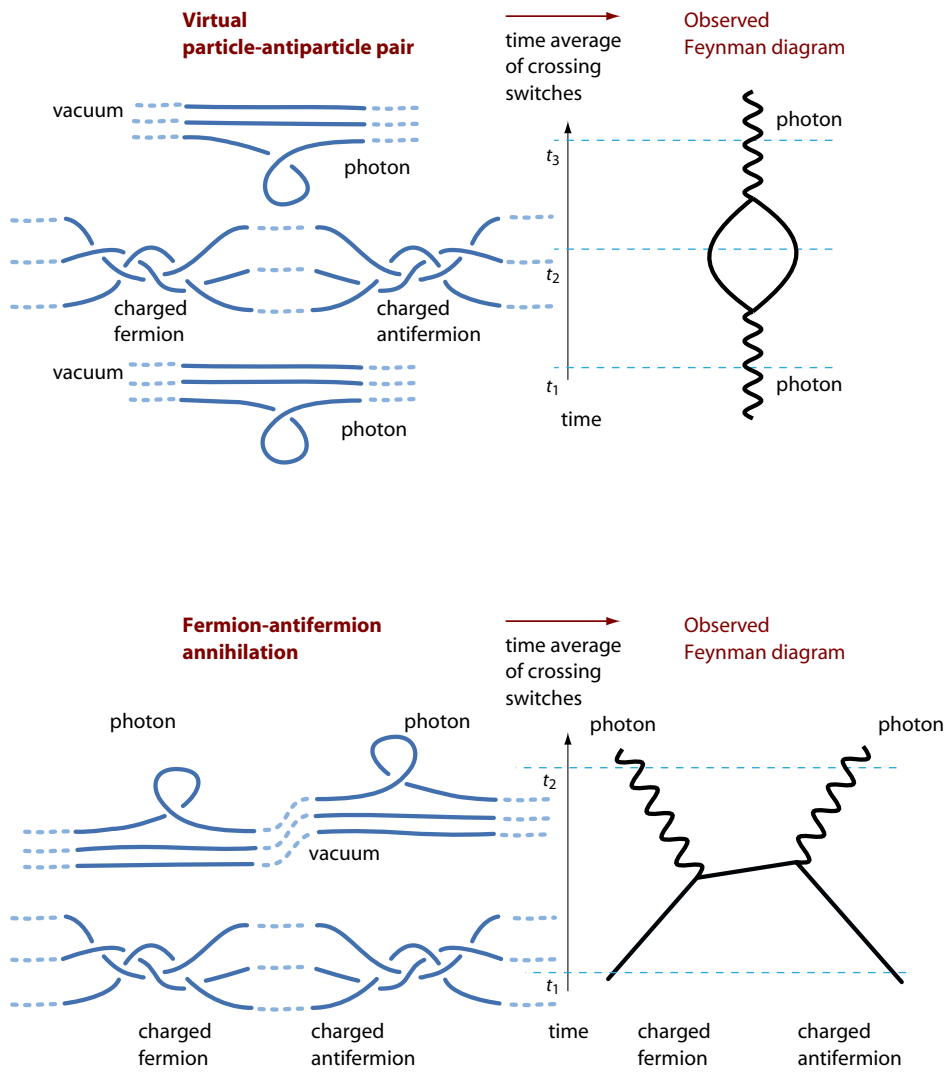 Virtual
particle-antiparticle pair
time average
of crossing
switches
Observed
Feynman diagram
vacuum
photon
t3
photon
charged
fermion
charged
antifermion
t2
vacuum
photon
t1
time
photon
Fermion-antifermion
annihilation
time average
of crossing
switches
Observed
Feynman diagram
photon
photon
photon
photon
t2
vacuum
t1
charged
fermion
charged
antifermion
time
charged
fermion
charged
antifermion